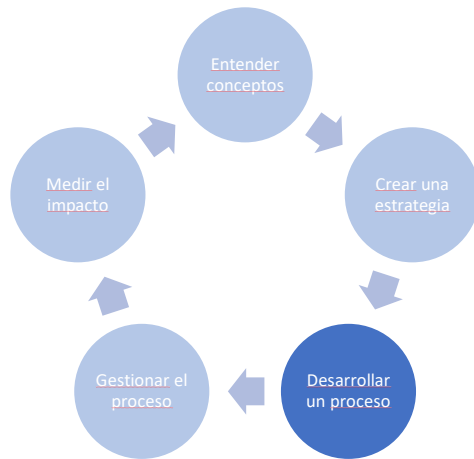 Entender
conceptos
Crear una
estrategia
Desarrollar
un proceso
Gestionar el
proceso
Medir el
impacto